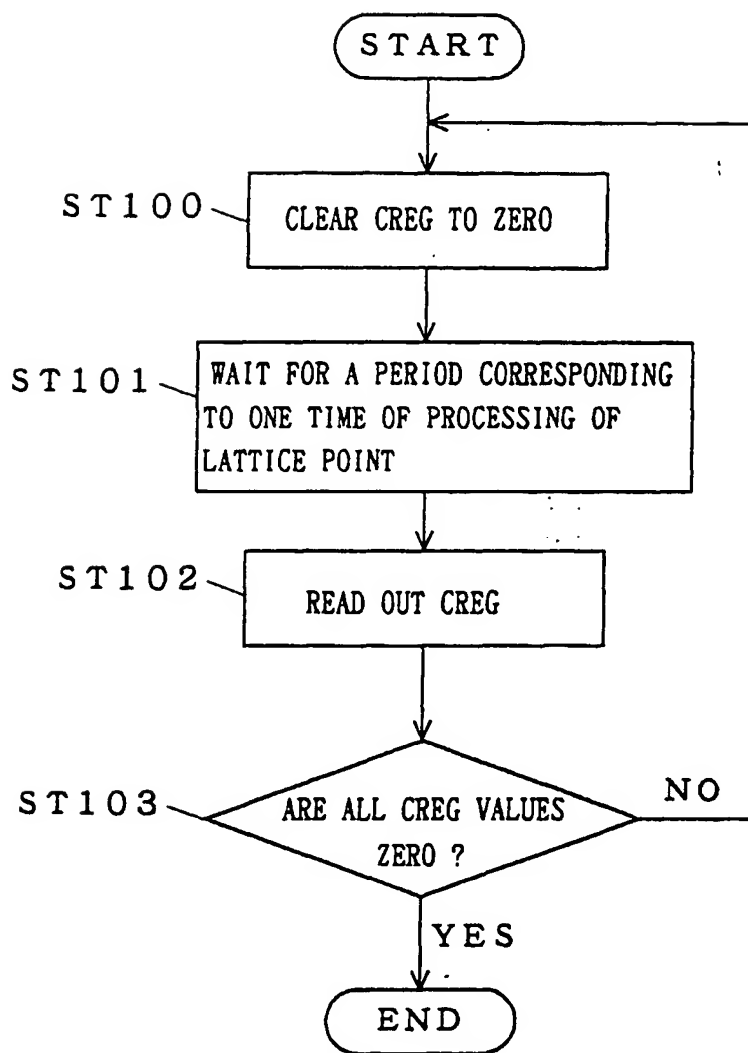 START
ST100
CLEAR CREG TO ZERO
ST101
WAIT FOR A PERIOD CORRESPONDING
TO ONE TIME OF PROCESSING OF
LATTICE POINT
ST102
READ OUT CREG
ST103
ARE ALL CREG VALUES
ZERO ?
NO
YES
END